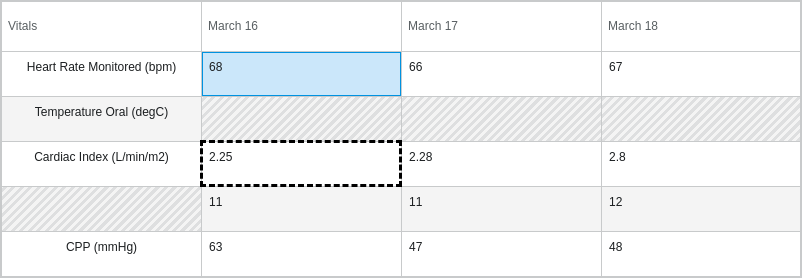 Vitals March 16 March 17 March 18
Heart Rate Monitored (bpm) 68 66 67
Temperature Oral (degC)
Cardiac Index (L/min/m2) 2.25 2.28 2.8
11 11 12
CPP (mmHg) 63 47 48